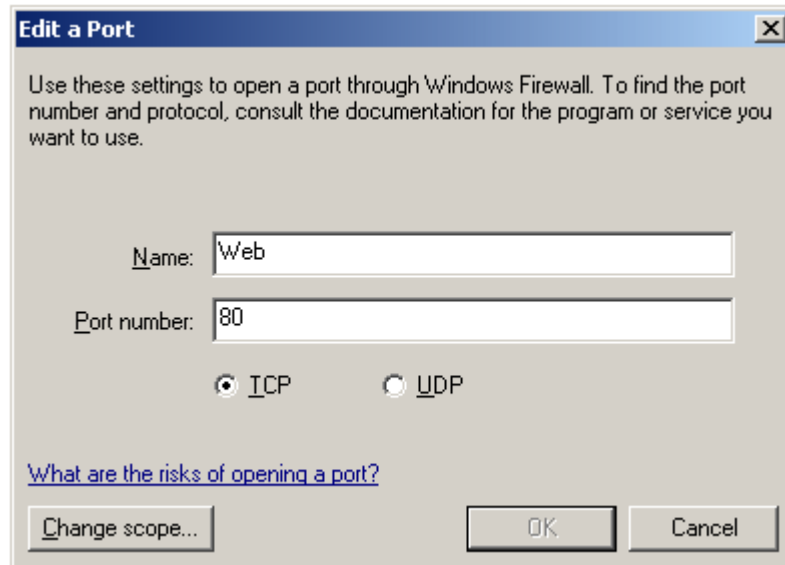 Edit a Port
Use these settings to open a port through Windows Firewall. To find the port
number and protocol, consult the documentation for the program or service you
want to use.
Name: Web
Port number: 80
TCP UDP
What are the risks of opening a port?
Change scope... OK Cancel